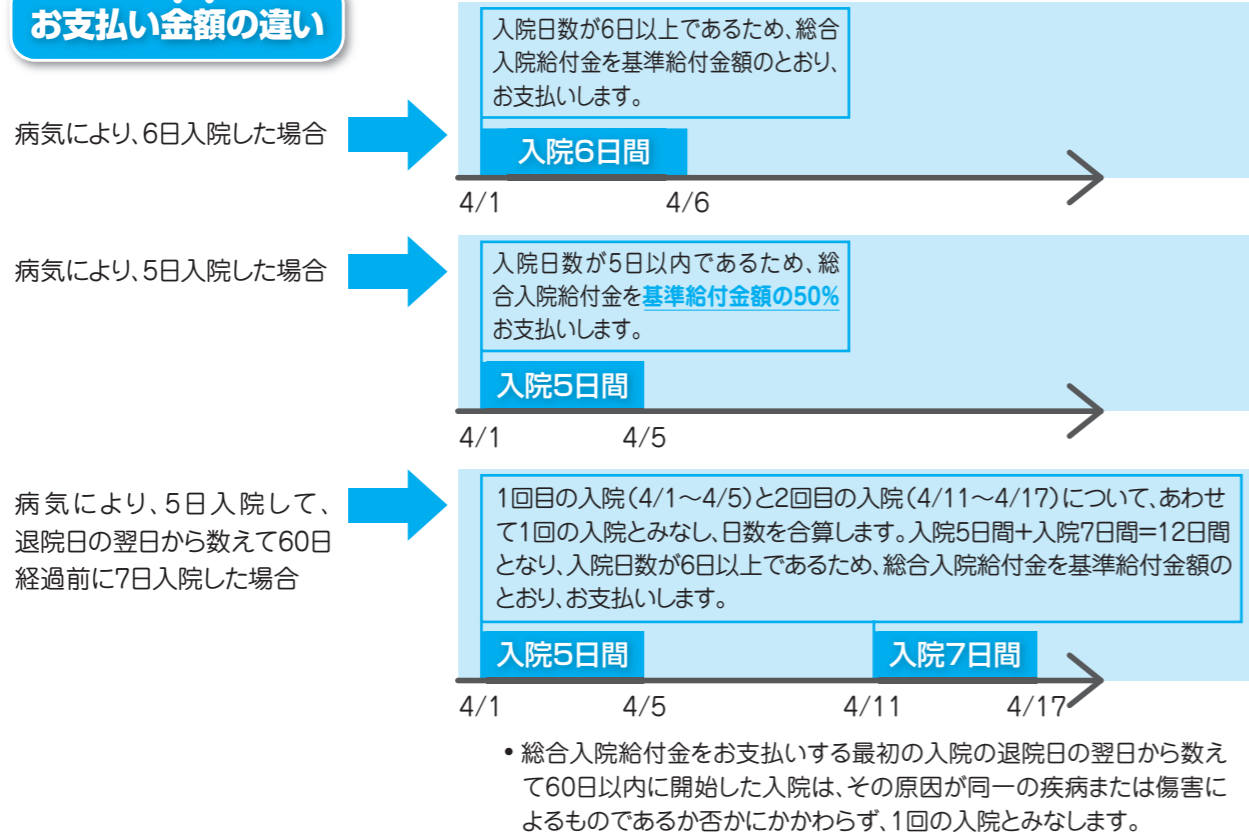 お支払い金額の違い
病気により、6日入院した場合
入院日数が6日以上であるため、総合
入院給付金を基準給付金額のとおり、
お支払いします。
入院6日間
4/1
4/6
病気により、5日入院した場合
入院日数が5日以内であるため、総
合入院給付金を基準給付金額の50%
お支払いします。
入院5日間
4/1
4/5
病気により、5日入院して、
退院日の翌日から数えて60日
経過前に7日入院した場合
1回目の入院(4/1～4/5)と2回目の入院(4/11～4/17)について、あわせ
て1回の入院とみなし、日数を合算します。入院5日間+入院7日間=12日間
となり、入院日数が6日以上であるため、総合入院給付金を基準給付金額の
とおり、お支払いします。
入院5日間
入院7日間
4/1
4/5
4/11
4/17
•総合入院給付金をお支払いする最初の入院の退院日の翌日から数え
て60日以内に開始した入院は、その原因が同一の疾病または傷害に
よるものであるか否かにかかわらず、1回の入院とみなします。